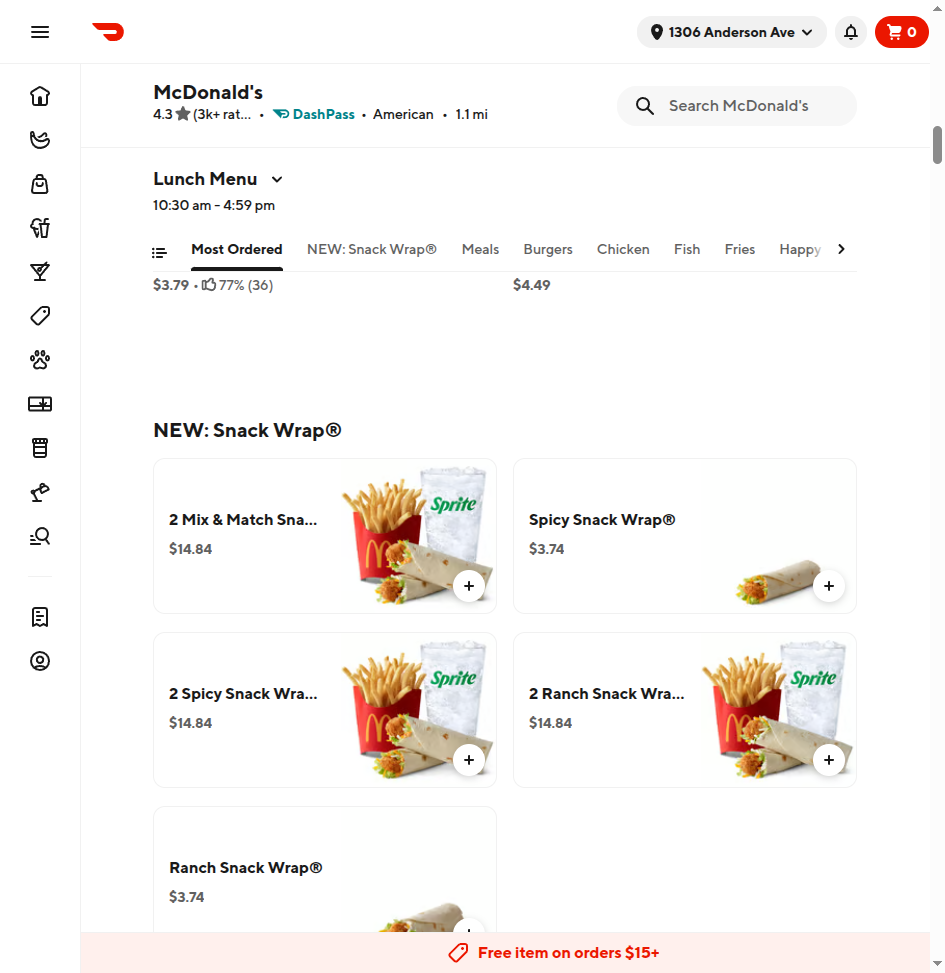 1306 Anderson Ave
0
McDonald's
4.3 (3k+ rat... • DashPass • American • 1.1 mi
Search McDonald's
Lunch Menu
10:30 am - 4:59 pm
Most Ordered NEW: Snack Wrap® Meals Burgers Chicken Fish Fries Happy
$3.79 • 77% (36)
$4.49
NEW: Snack Wrap®
2 Mix & Match Sna...
$14.84
Sprite
Spicy Snack Wrap®
$3.74
2 Spicy Snack Wra...
$14.84
Sprite
2 Ranch Snack Wra...
$14.84
Sprite
Ranch Snack Wrap®
$3.74
Free item on orders $15+